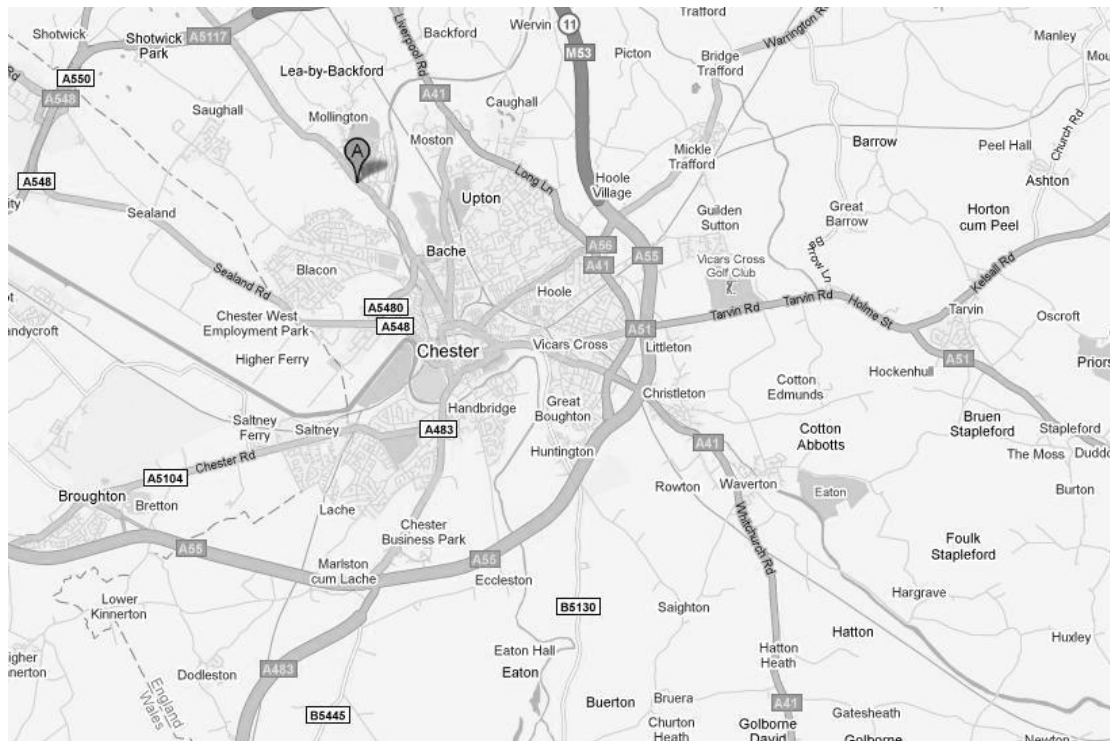 Shotwick
Shotwick
Park
A5117
Liverpool Rd
Backford
Wervin
11
M53
Trafford
Warrington Rd
Manley
A550
A548
Rd
Lea-by-Backford
A41
Picton
Bridge
Trafford
Saughall
Mollington
Caughall
Church Rd
A
Moston
Mickle
Trafford
Barrow
Peel Hall
Ashton
A548
Long Ln
Hoole
Village
Upton
Sealand
Guilden
Sutton
Great
Barrow
Horton
cum Peel
Bache
A56
A41
A55
Vicars Cross
Golf Club
Blacon
Sealand Rd
Hoole
Kelsall Rd
Chester West
Employment Park
A5480
A548
A51
Tarvin Rd
Tarvin Rd
Holme St
Tarvin
Oscroft
Higher Ferry
Chester
Vicars Cross
Littleton
A51
Hockenhull
Christleton
Cotton
Edmunds
Saltney
Ferry
Saltney
Handbridge
Great
Boughton
A483
Cotton
Abbotts
Bruen
Stapleford
Stapleford
Chester Rd
Huntington
A41
The Moss
A5104
Waverton
Rowton
Eaton
Burton
Broughton
Bretton
Lache
Chester
Business Park
Whitchurch Rd
Foulk
Stapleford
A55
A55
Marlston
cum Lache
Eccleston
Hargrave
Lower
Kinnerton
B5130
Saighton
Hatton
Huxley
Hatton
Heath
Eaton Hall
Eaton
Dodleston
A483
England
Wales
B5445
Buerton
Bruera
A41
Gatesheath
Churton
Heath
Golborne
David
Golborne
Newton